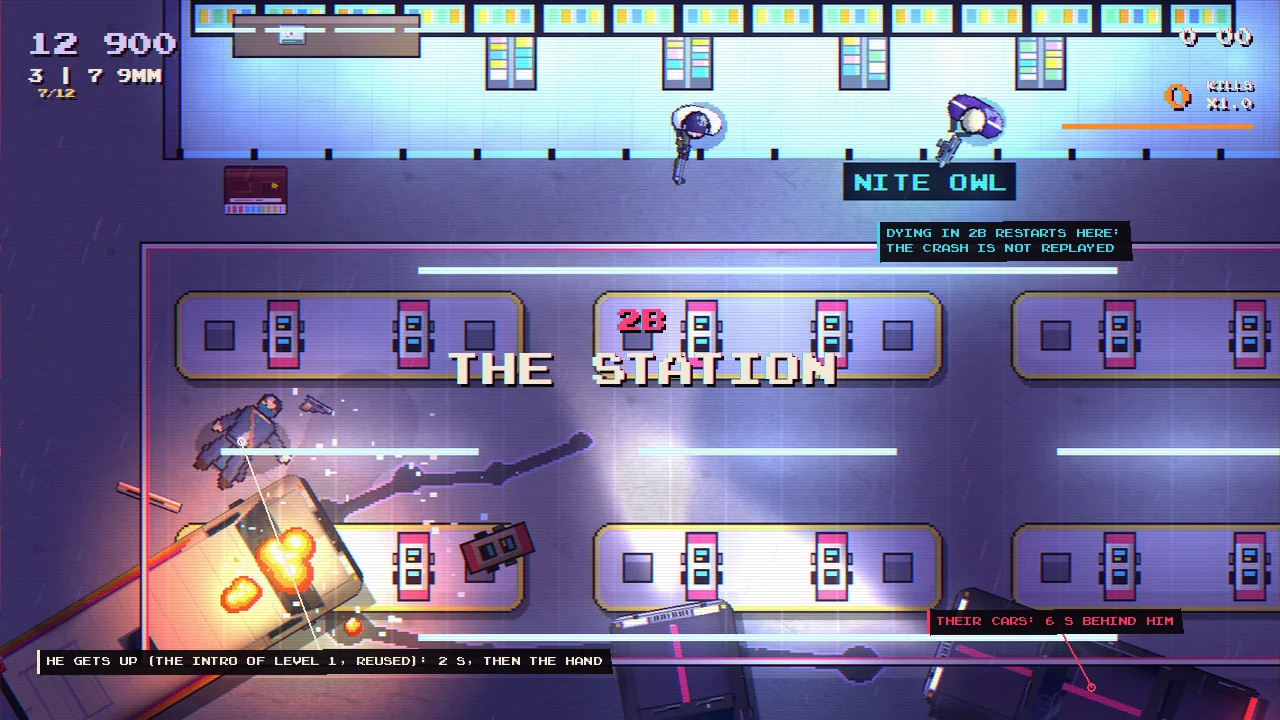 12 900
3 | 7 9MM
7/12
0 00
0 KILLS
X1.0
NITE OWL
DYING IN 2B RESTARTS HERE:
THE CRASH IS NOT REPLAYED
2B
THE STATION
THEIR CARS: 6 S BEHIND HIM
HE GETS UP (THE INTRO OF LEVEL 1, REUSED): 2 S, THEN THE HAND